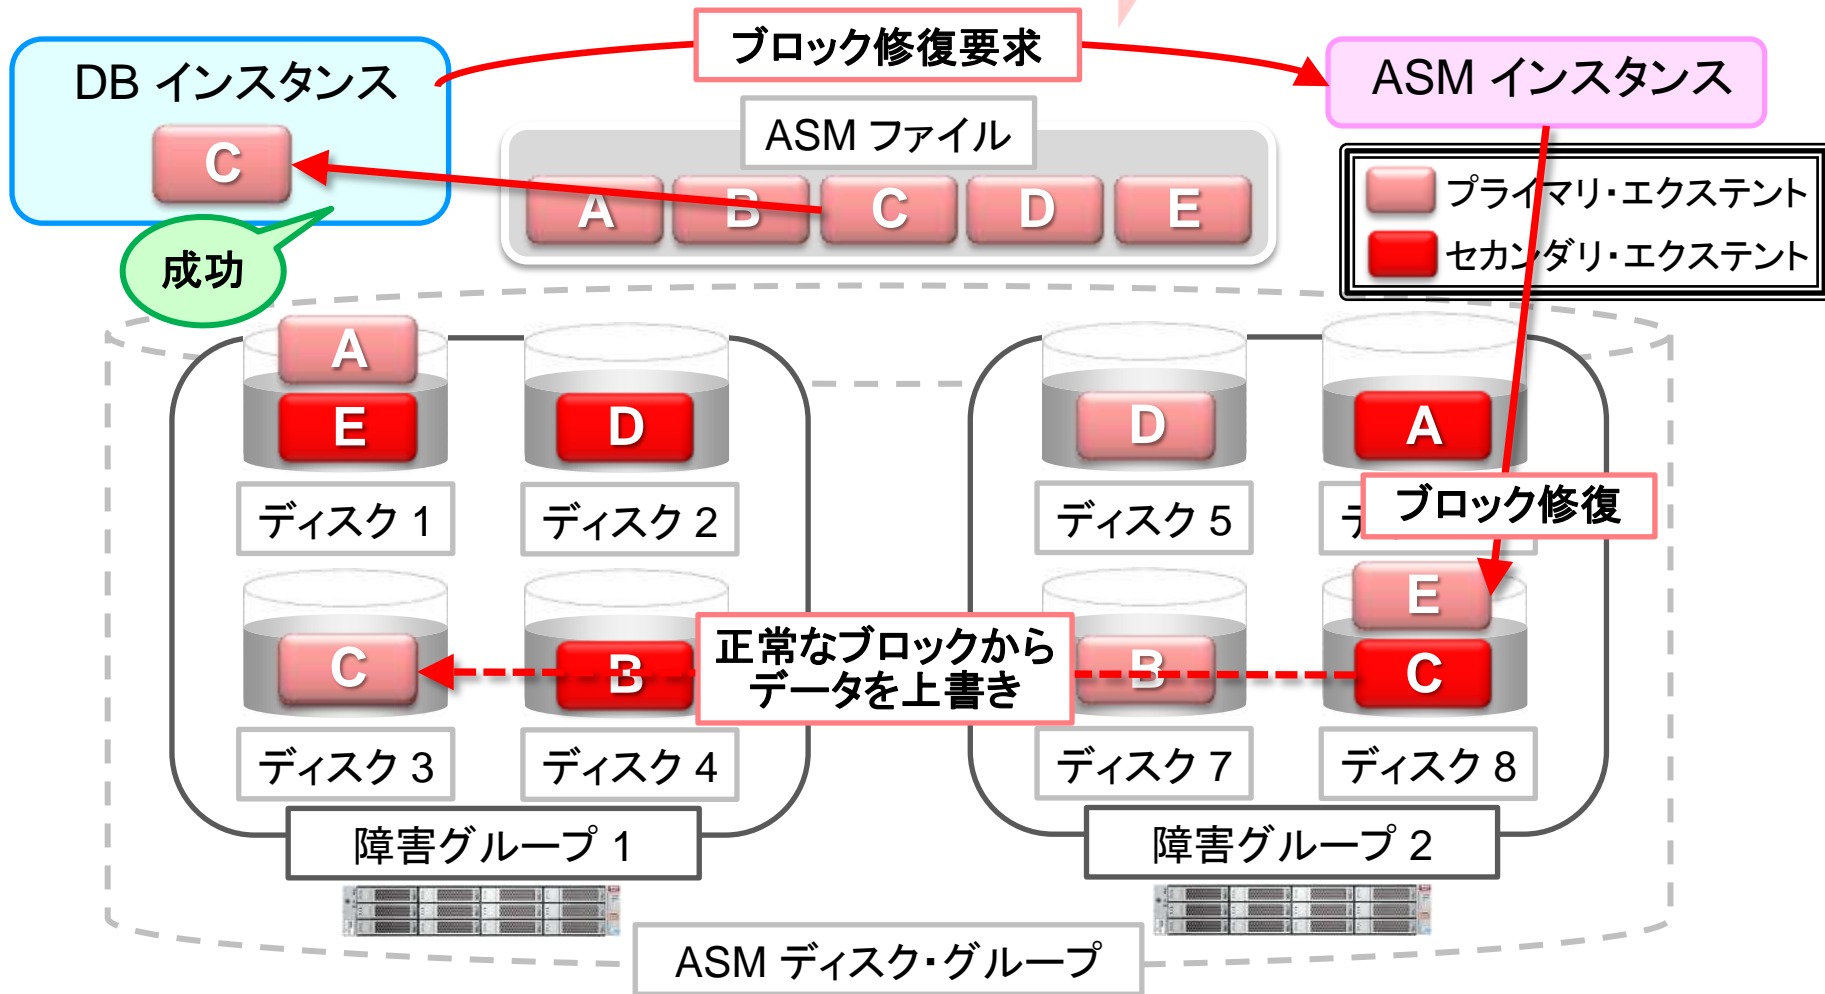 ブロック修復要求
DB インスタンス
ASM インスタンス
C
ASM ファイル
A
B
C
D
E
プライマリ・エクステント
セカンダリ・エクステント
成功
A
E
D
D
A
ディスク 1
ディスク 2
ディスク 5
ブロック修復
C
B
正常なブロックから
データを上書き
B
E
C
ディスク 3
ディスク 4
ディスク 7
ディスク 8
障害グループ 1
障害グループ 2
ASM ディスク・グループ